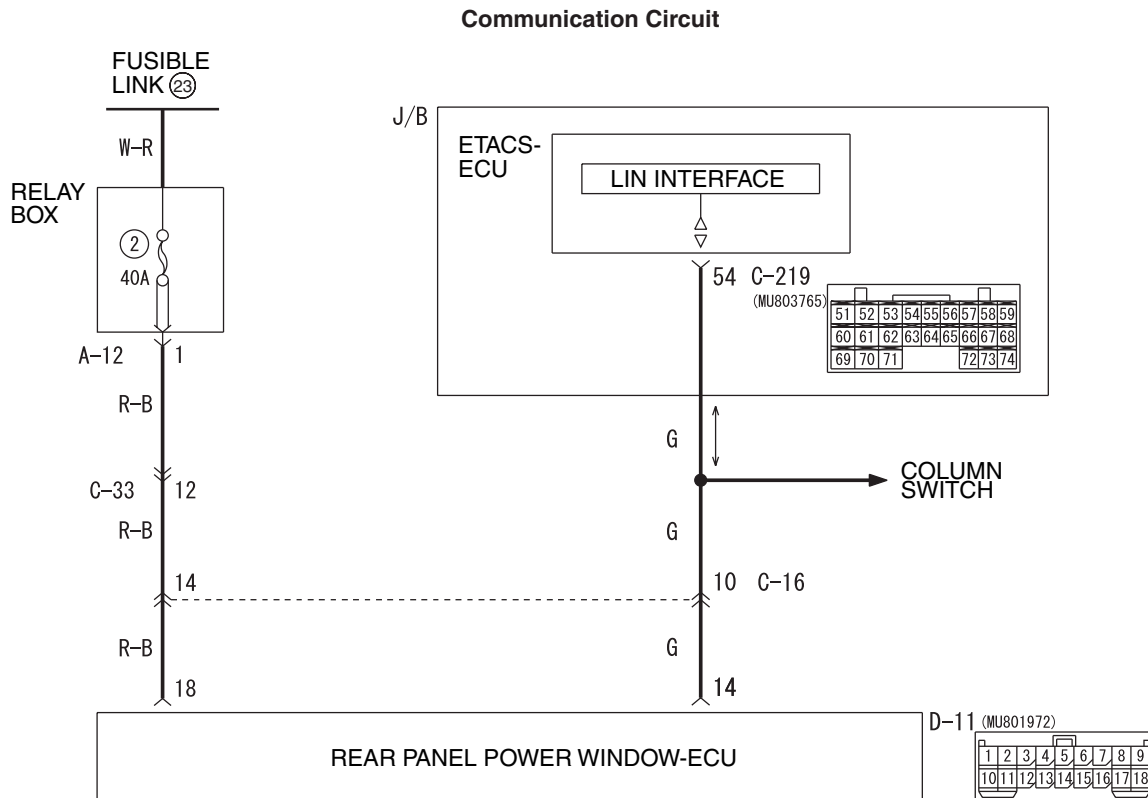 Communication Circuit
FUSIBLE
LINK 23
W-R
RELAY
BOX
2
40A
A-12 1
R-B
C-33 12
R-B
14
R-B
18
J/B
ETACS-
ECU
LIN INTERFACE
54 C-219
(MU803765)
51 52 53 54 55 56 57 58 59
60 61 62 63 64 65 66 67 68
69 70 71 72 73 74
G
COLUMN
SWITCH
G
10 C-16
G
14
REAR PANEL POWER WINDOW-ECU
D-11 (MU801972)
1 2 3 4 5 6 7 8 9
10 11 12 13 14 15 16 17 18